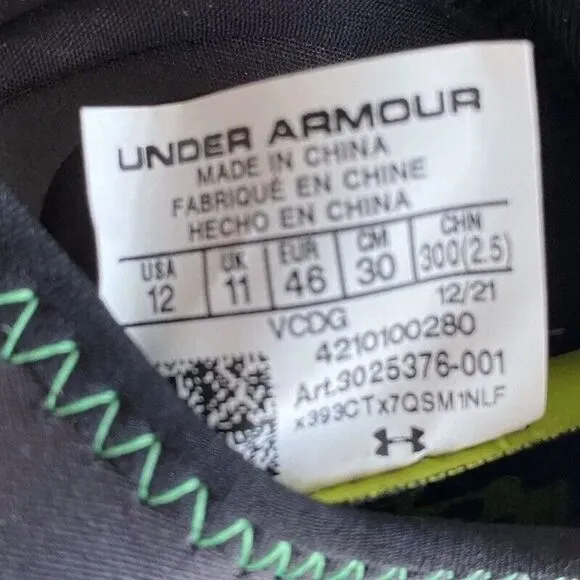 UNDER ARMOUR
MADE IN CHINA
FABRIQUÉ EN CHINE
HECHO EN CHINA
USA UK EUR CM CHN
12 11 46 30 300(2.5)
12/21
VCDG
4210100280
Art.3025376-001
x393CTx7QSM1NLF